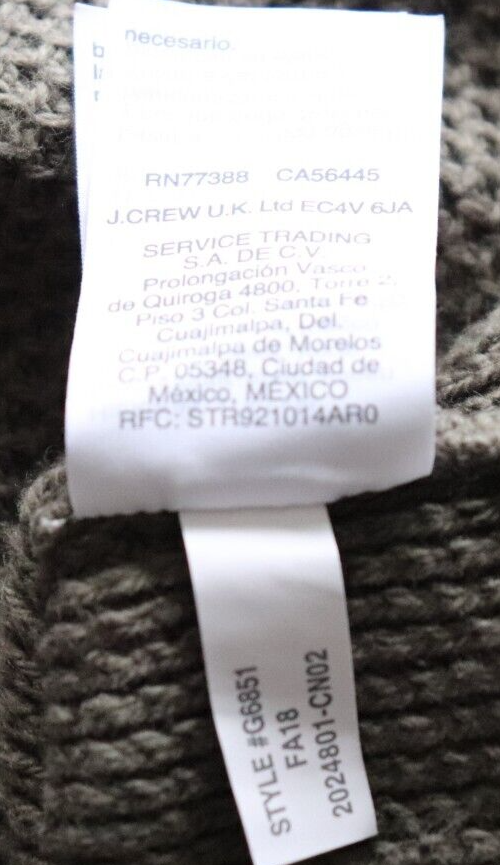 necesario.
RN77388 CA56445
J.CREW U.K. Ltd EC4V 6JA
SERVICE TRADING
S.A. DE C.V.
Prolongación Vasco
de Quiroga 4800. Torre 2,
Piso 3 Col. Santa Fe
Cuajimalpa, Del.
Cuajimalpa de Morelos
C.P. 05348, Ciudad de
México, MÉXICO
RFC: STR921014AR0
STYLE #G6851
FA18
2024801-CN02